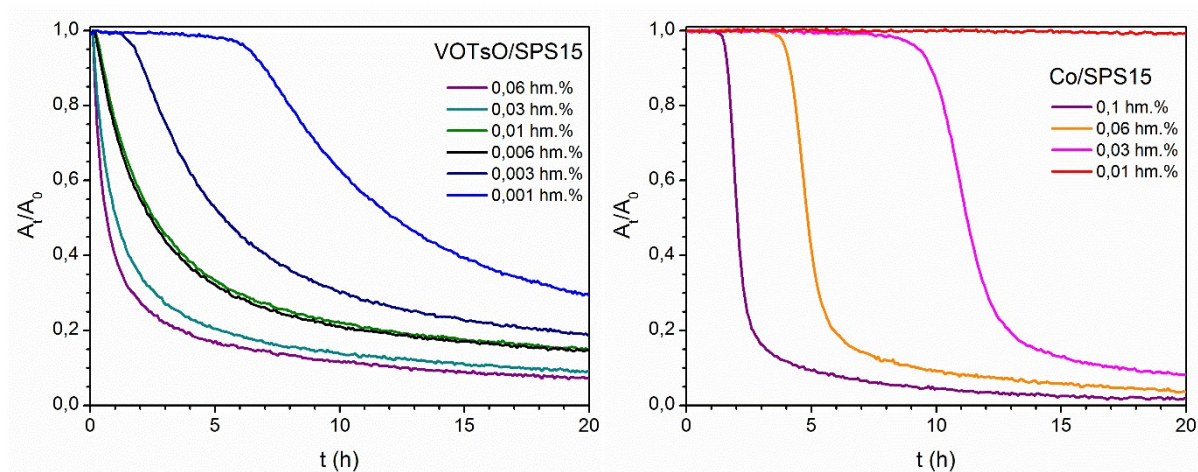 VOTsO/SPS15
0,06 hm.%
0,03 hm.%
0,01 hm.%
0,006 hm.%
0,003 hm.%
0,001 hm.%
1,0
0,8
0,6
0,4
0,2
0,0
A_t/A_0
0 5 10 15 20
t (h)
Co/SPS15
0,1 hm.%
0,06 hm.%
0,03 hm.%
0,01 hm.%
1,0
0,8
0,6
0,4
0,2
0,0
A_t/A_0
0 5 10 15 20
t (h)